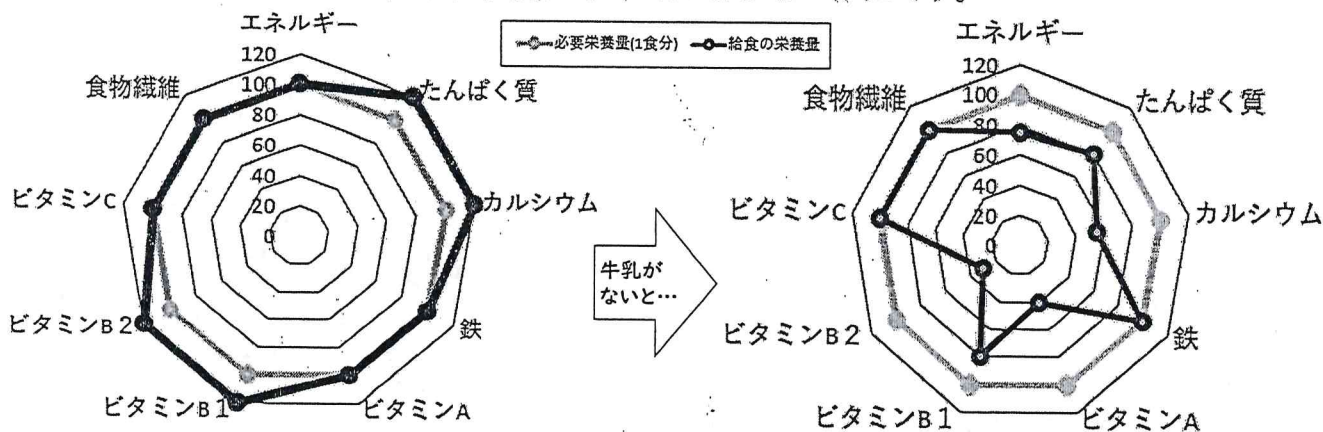 エネルギー
120
100
80
60
40
20
0
たんぱく質
カルシウム
鉄
ビタミンA
ビタミンB1
ビタミンB2
ビタミンC
食物繊維
必要栄養量(1食分) 給食の栄養量
牛乳が
ないと…
エネルギー
120
100
80
60
40
20
0
たんぱく質
カルシウム
鉄
ビタミンA
ビタミンB1
ビタミンB2
ビタミンC
食物繊維